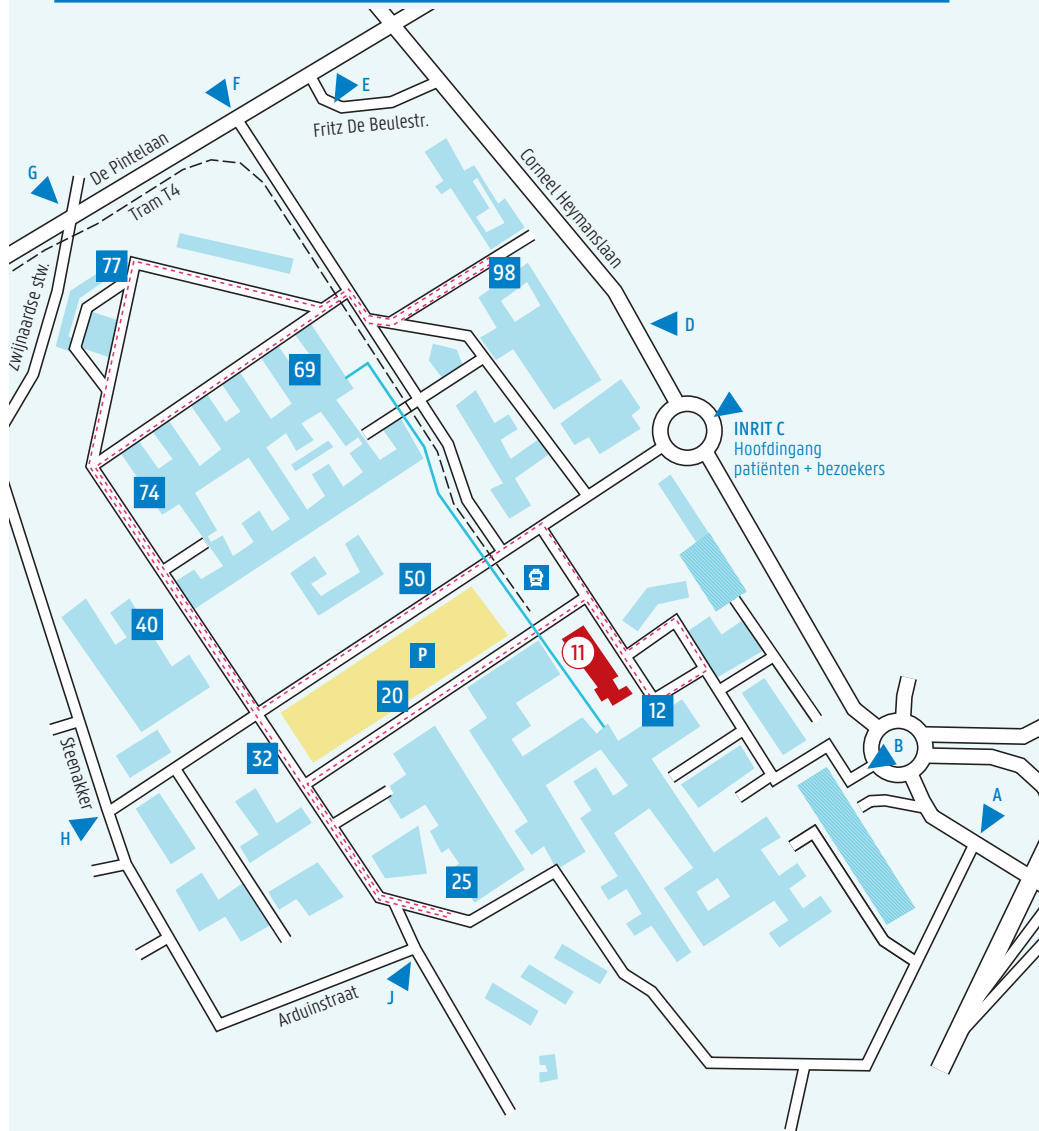 F
E
De Pintelaan
Fritz De Beulestr.
G
Tram T4
Corneel Heymanslaan
77
98
Zwijnaardse stw.
D
69
INRIT C
Hoofdingang
patiënten + bezoekers
74
50
40
P
11
20
12
32
Steenakker
B
A
H
25
J
Arduinstraat